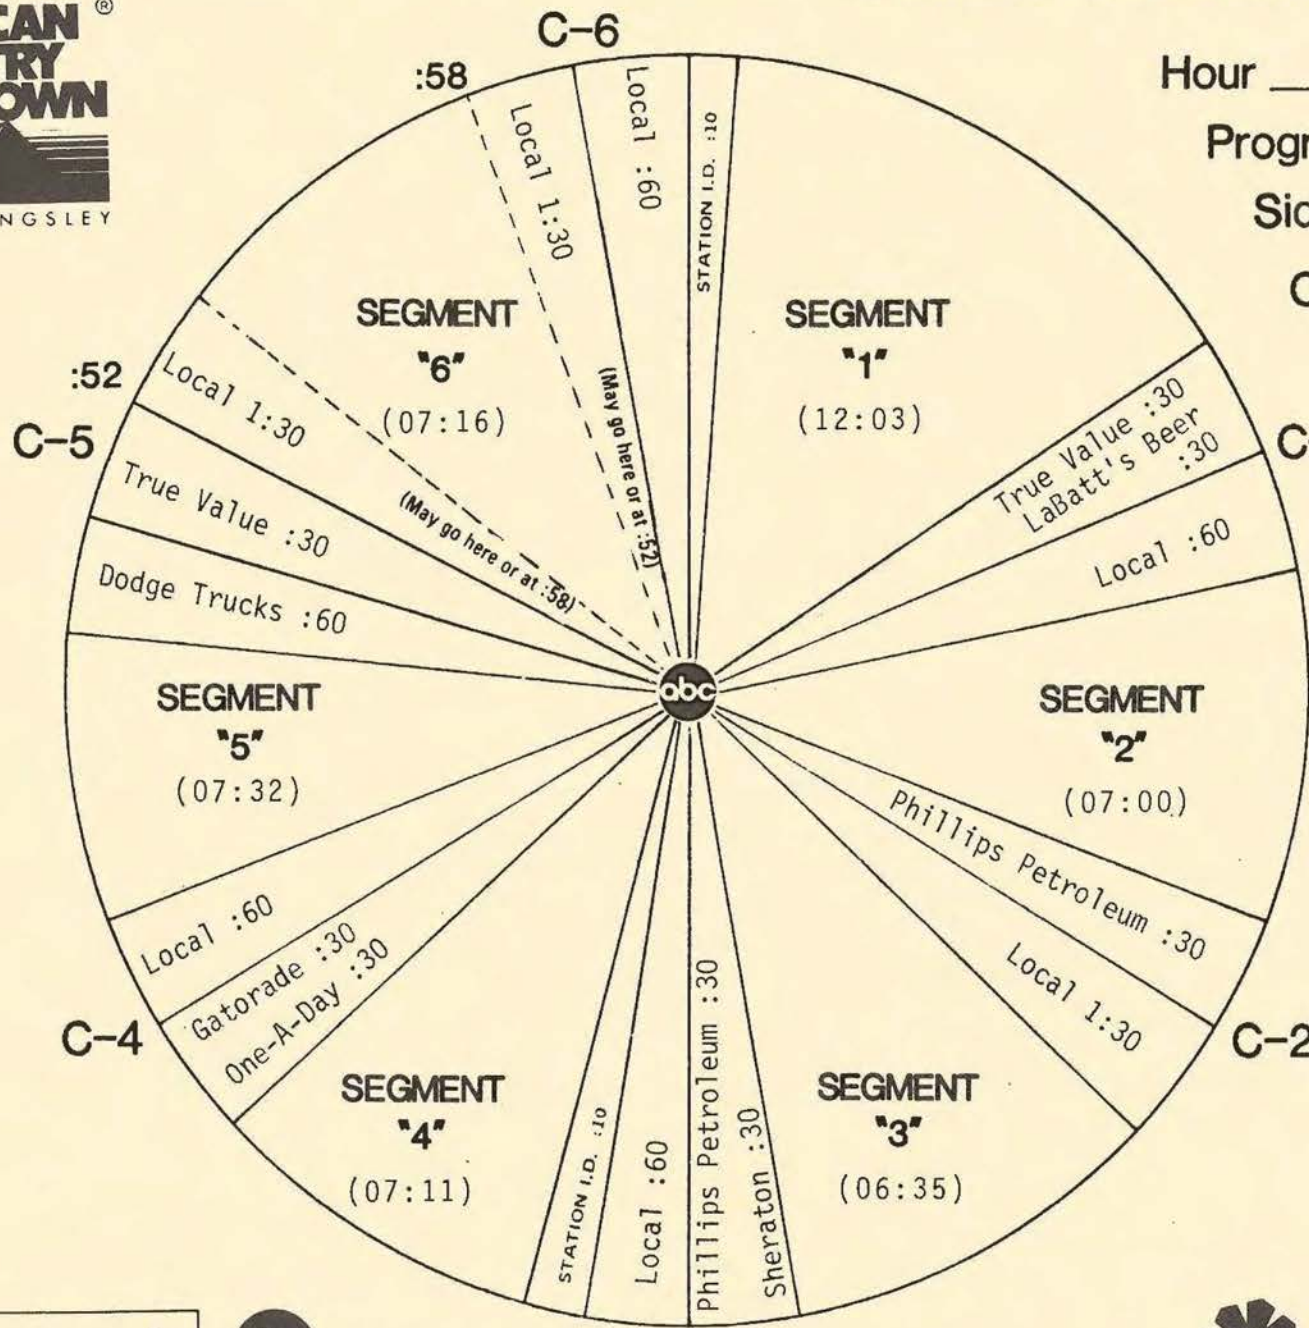 ®
NGSLEY
C-6
:58
Hour
Local 1:30
Local :60
STATION I.D. :10
SEGMENT
"1"
(12:03)
True Value :30
LaBatt's Beer
:30
Local :60
SEGMENT
"2"
(07:00)
Phillips Petroleum :30
Local 1:30
C-2
SEGMENT
"3"
(06:35)
Sheraton :30
Phillips Petroleum :30
Local :60
STATION I.D. :10
SEGMENT
"4"
(07:11)
One-A-Day :30
Gatorade :30
C-4
Local :60
SEGMENT
"5"
(07:32)
Dodge Trucks :60
True Value :30
C-5
:52
Local 1:30
(May go here or at :58)
SEGMENT
"6"
(07:16)
(May go here or at :52)
abc